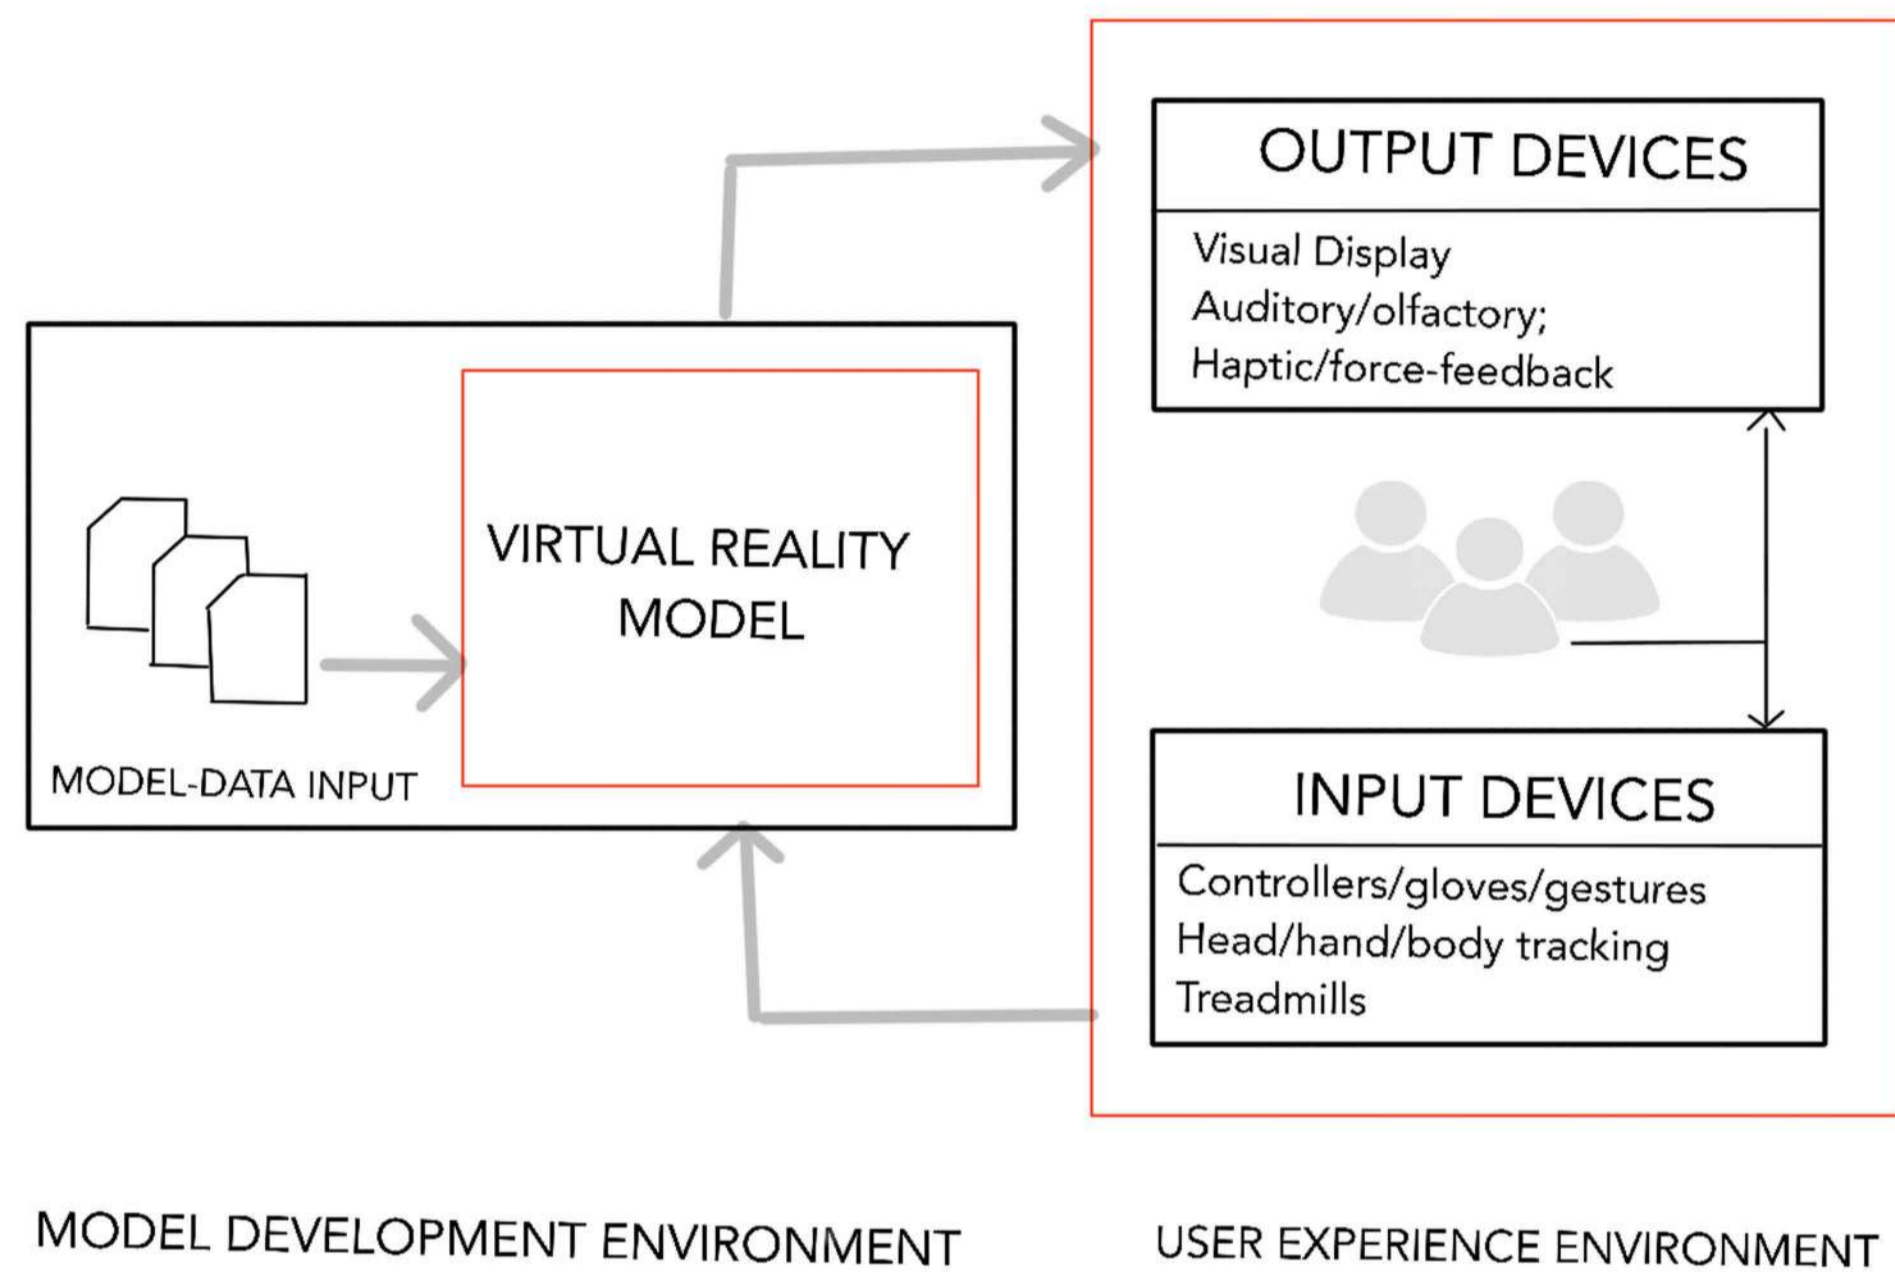 OUTPUT DEVICES
Visual Display
Auditory/olfactory;
Haptic/force-feedback
VIRTUAL REALITY
MODEL
MODEL-DATA INPUT
INPUT DEVICES
Controllers/gloves/gestures
Head/hand/body tracking
Treadmills
MODEL DEVELOPMENT ENVIRONMENT
USER EXPERIENCE ENVIRONMENT